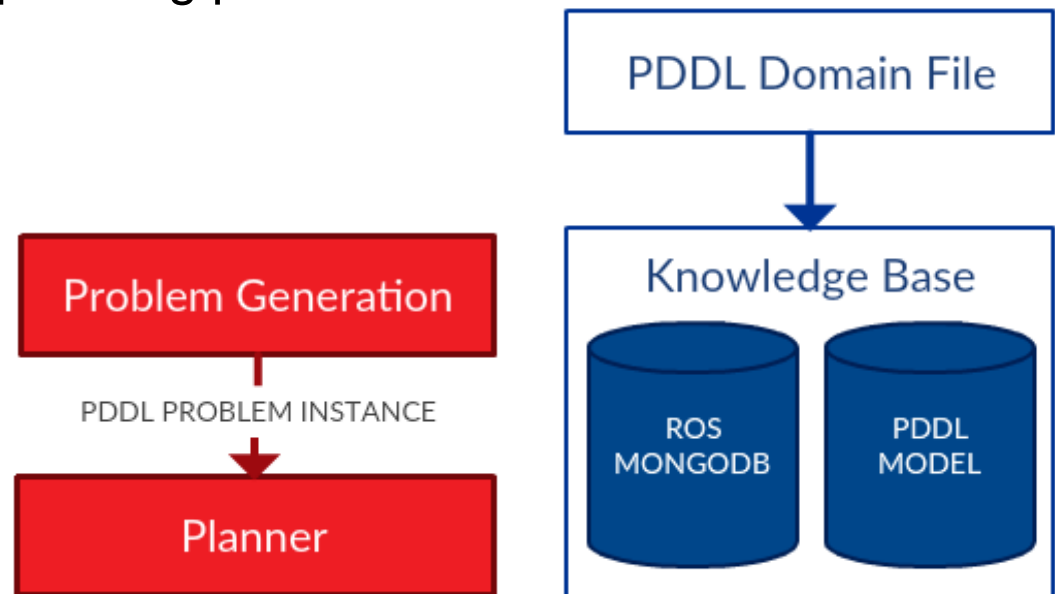 PDDL Domain File
Knowledge Base
Problem Generation
PDDL PROBLEM INSTANCE
ROS
MONGODB
PDDL
MODEL
Planner